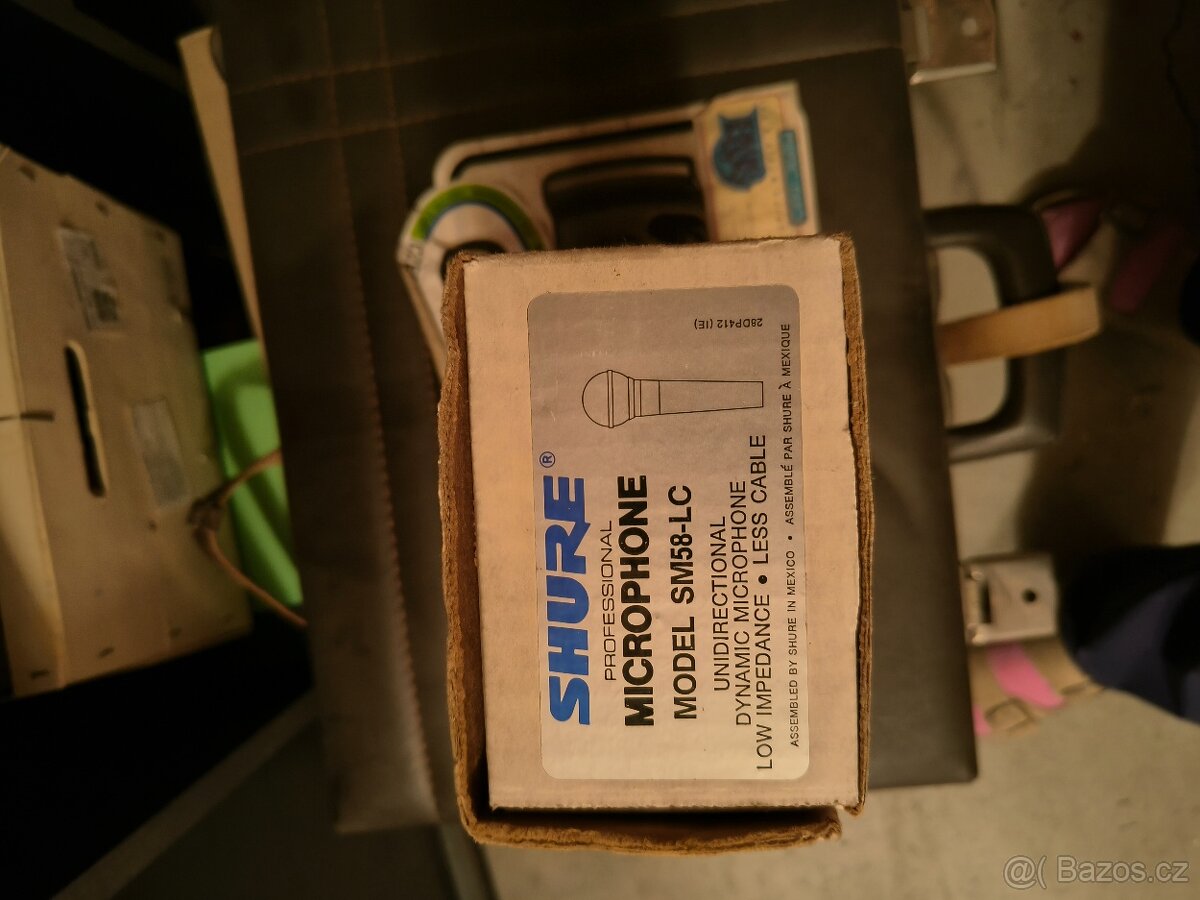 SHURE®
PROFESSIONAL
MICROPHONE
MODEL SM58-LC
UNIDIRECTIONAL
DYNAMIC MICROPHONE
LOW IMPEDANCE • LESS CABLE
ASSEMBLED BY SHURE IN MEXICO • ASSEMBLÉ PAR SHURE À MEXIQUE
28DP412 (IE)
@( Bazos.cz